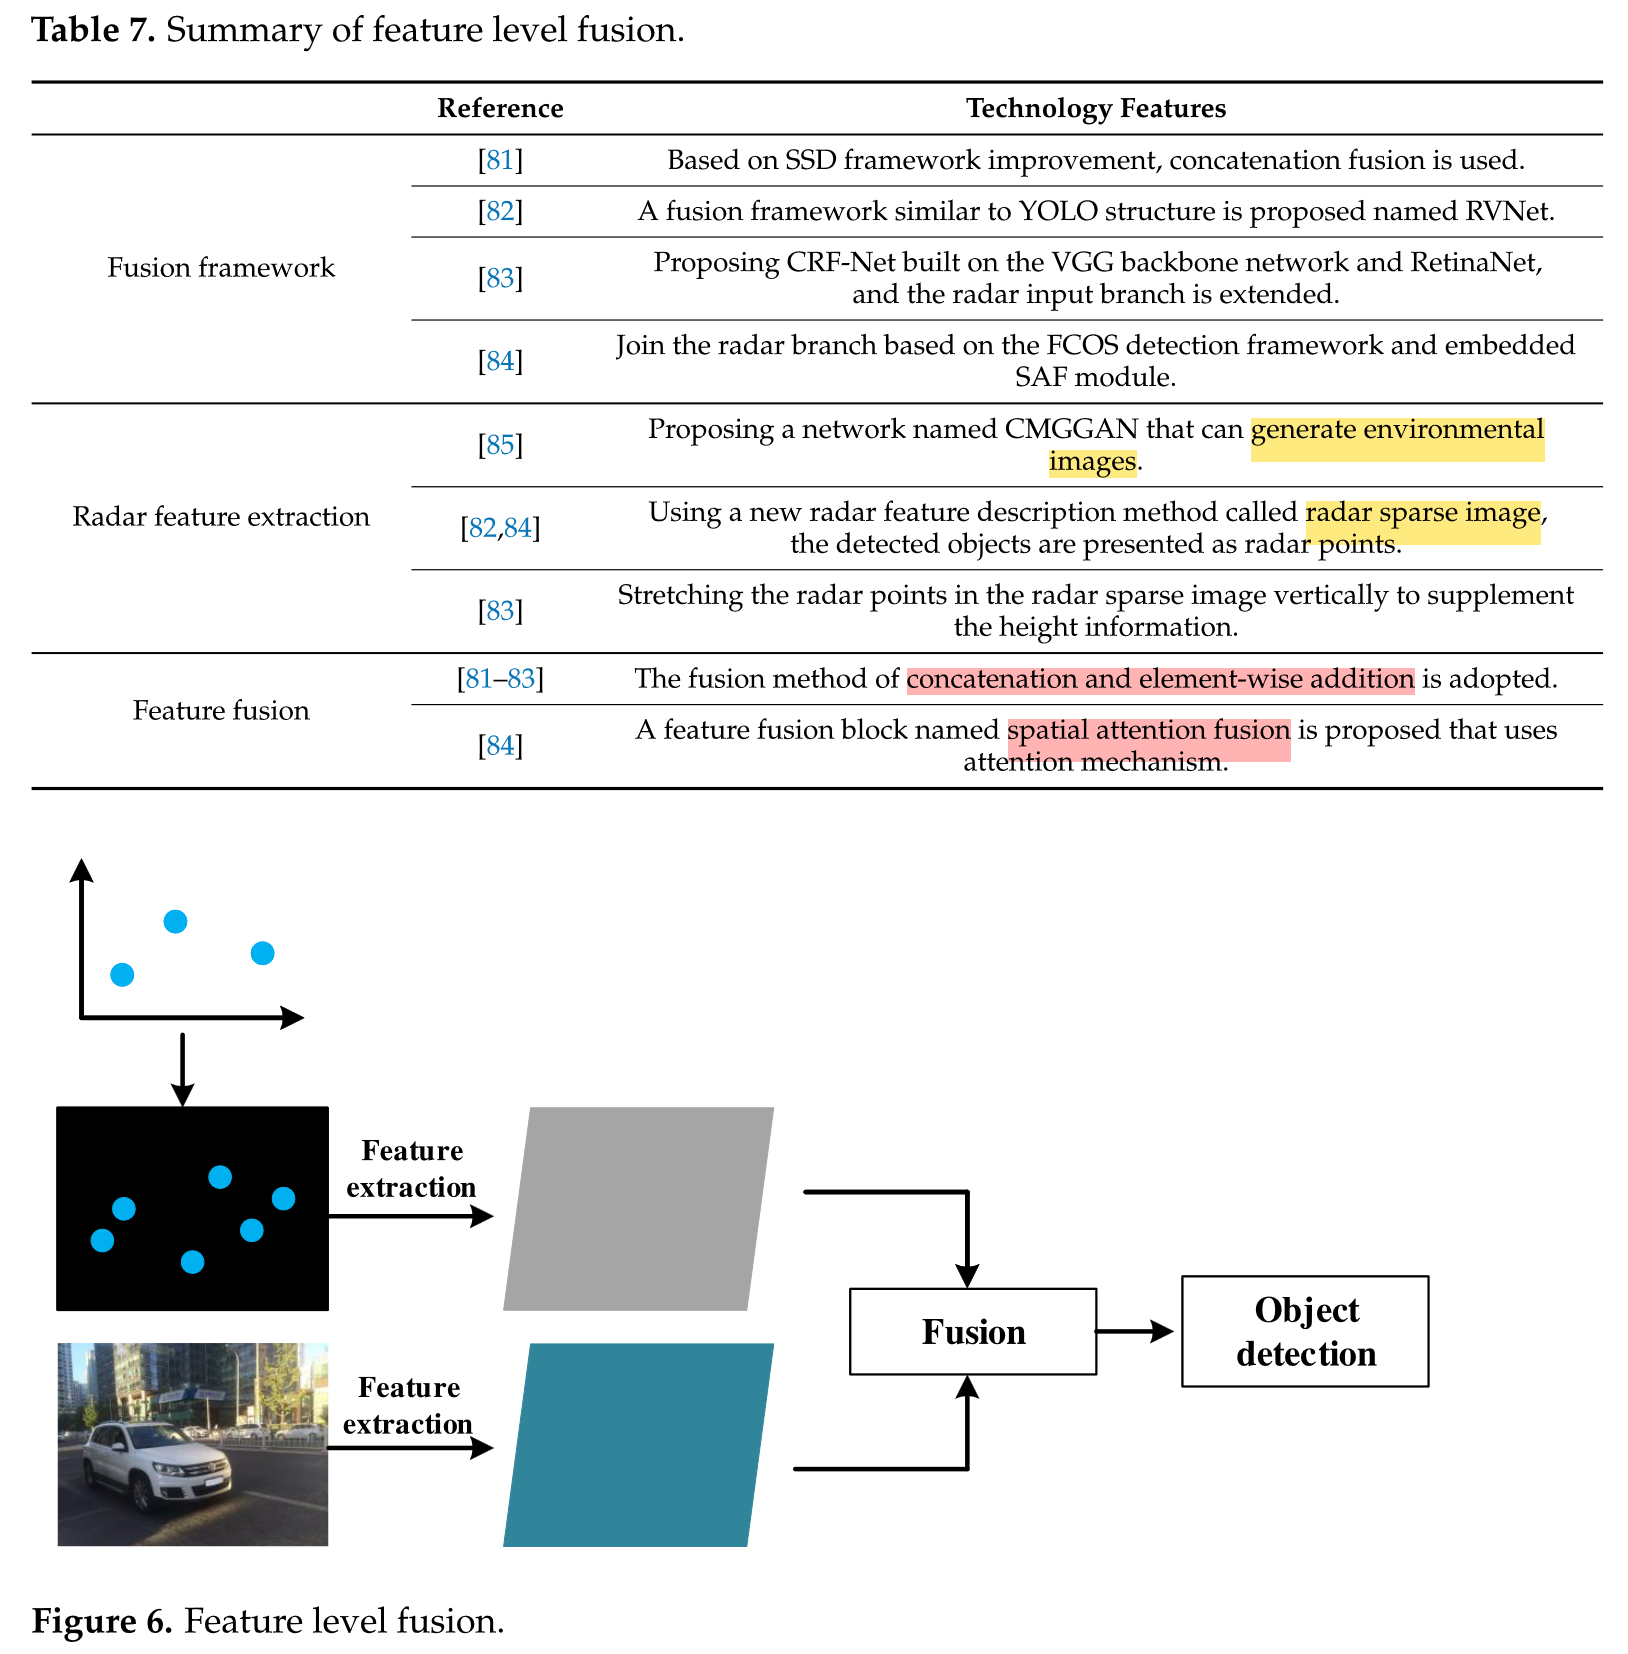 Table 7. Summary of feature level fusion.
Reference Technology Features
Fusion framework
[81] Based on SSD framework improvement, concatenation fusion is used.
[82] A fusion framework similar to YOLO structure is proposed named RVNet.
[83] Proposing CRF-Net built on the VGG backbone network and RetinaNet,
and the radar input branch is extended.
[84] Join the radar branch based on the FCOS detection framework and embedded
SAF module.
Radar feature extraction
[85] Proposing a network named CMGGAN that can generate environmental
images.
[82,84] Using a new radar feature description method called radar sparse image,
the detected objects are presented as radar points.
[83] Stretching the radar points in the radar sparse image vertically to supplement
the height information.
Feature fusion
[81–83] The fusion method of concatenation and element-wise addition is adopted.
[84] A feature fusion block named spatial attention fusion is proposed that uses
attention mechanism.
Feature
extraction
Feature
extraction
Fusion
Object
detection
Figure 6. Feature level fusion.